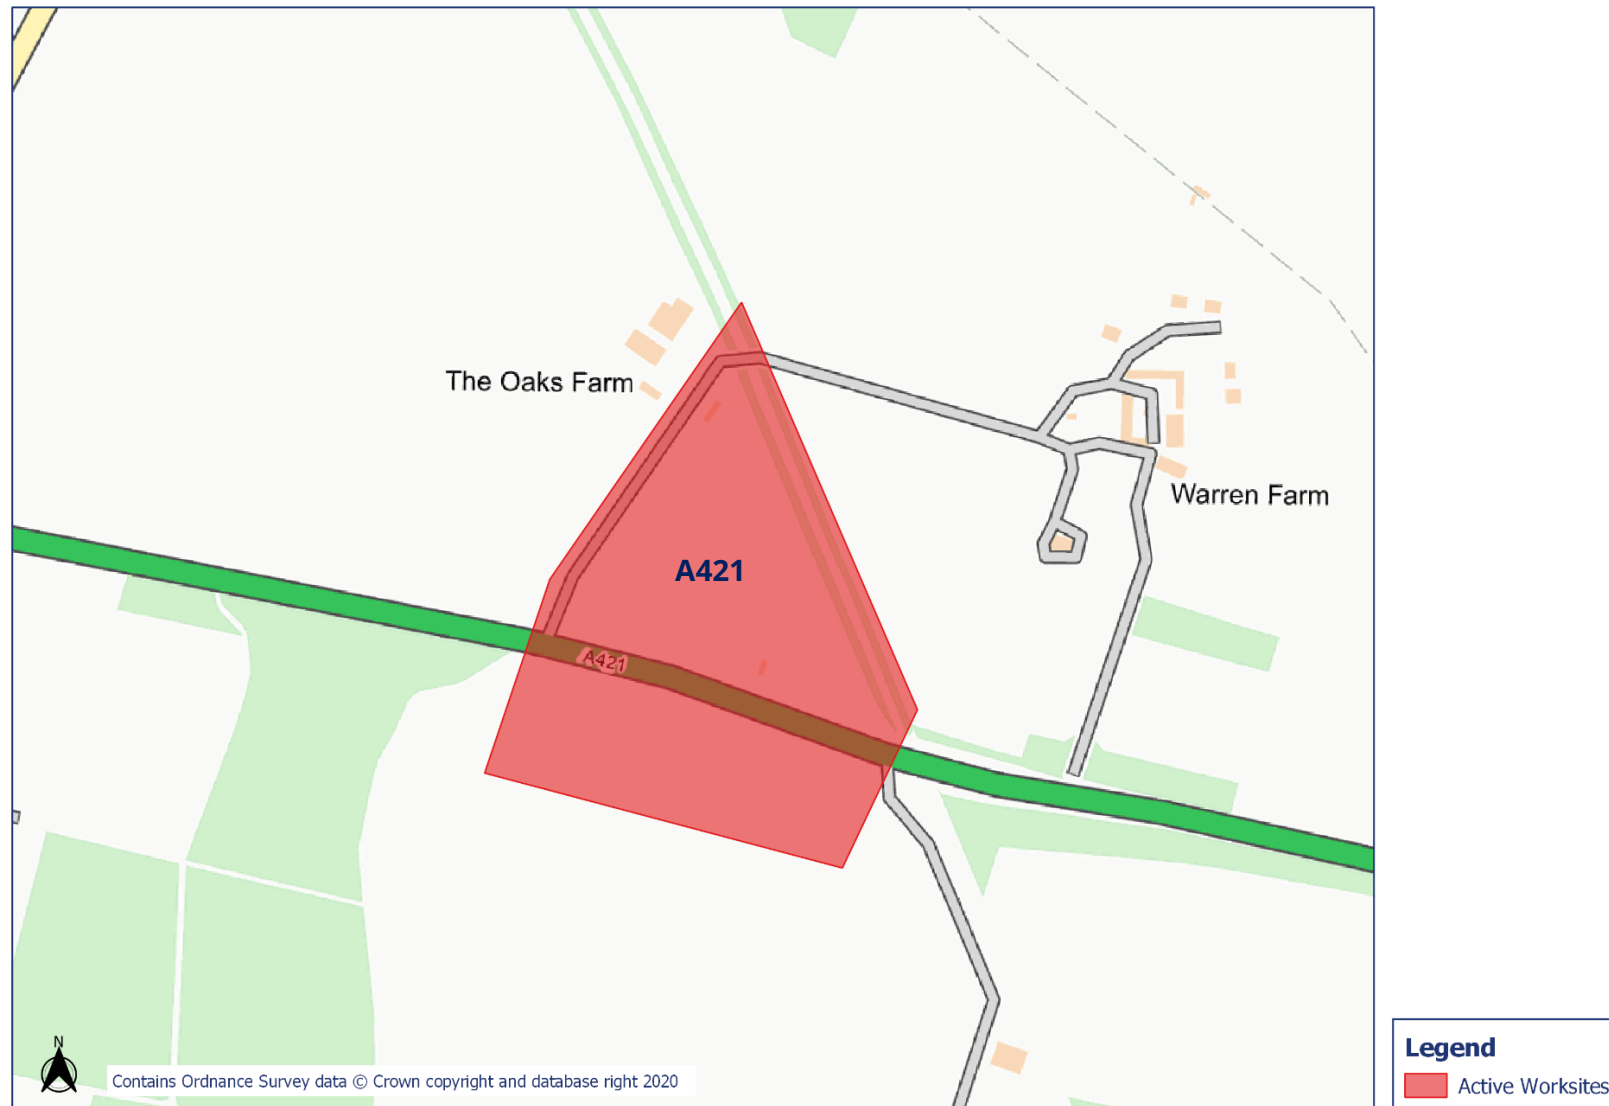 The Oaks Farm
Warren Farm
A421
A421
N
Contains Ordnance Survey data © Crown copyright and database right 2020
Legend
Active Worksites